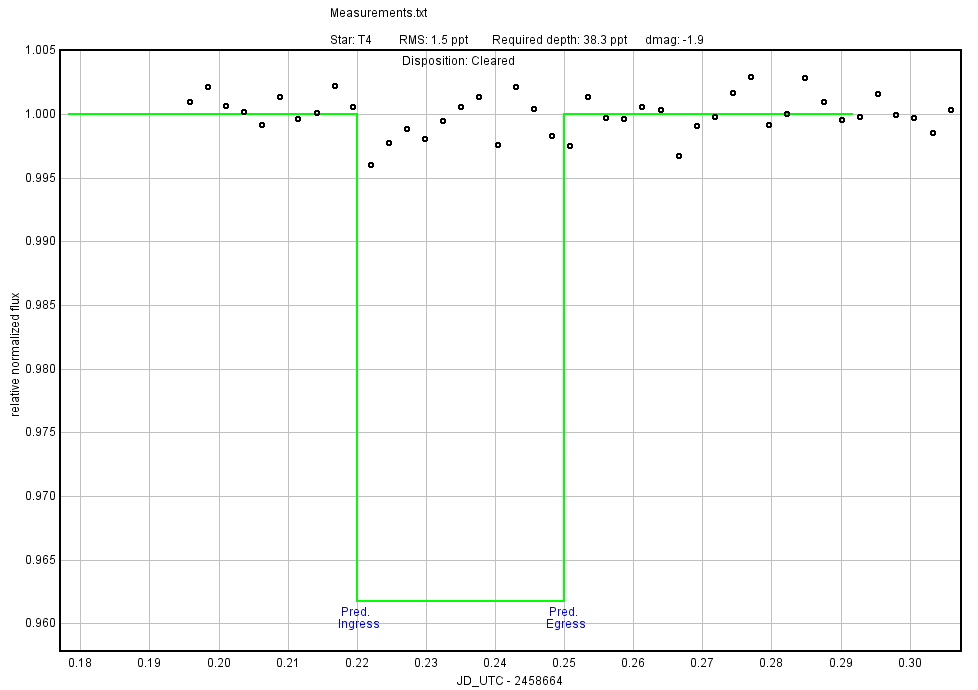 Measurements.txt
Star: T4 RMS: 1.5 ppt Required depth: 38.3 ppt dmag: -1.9
Disposition: Cleared
1.005
1.000
0.995
0.990
0.985
0.980
0.975
0.970
0.965
0.960
relative normalized flux
Pred. Ingress
Pred. Egress
0.18 0.19 0.20 0.21 0.22 0.23 0.24 0.25 0.26 0.27 0.28 0.29 0.30
JD_UTC - 2458664